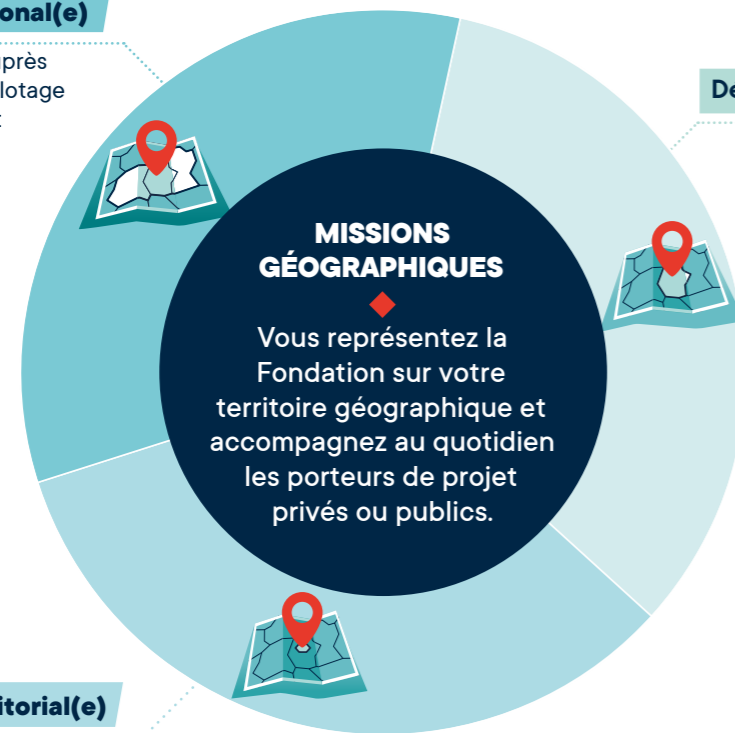 onal(e)
près
lotage
De
MISSIONS
GÉOGRAPHIQUES
Vous représentez la
Fondation sur votre
territoire géographique et
accompagnez au quotidien
les porteurs de projet
privés ou publics.
itorial(e)